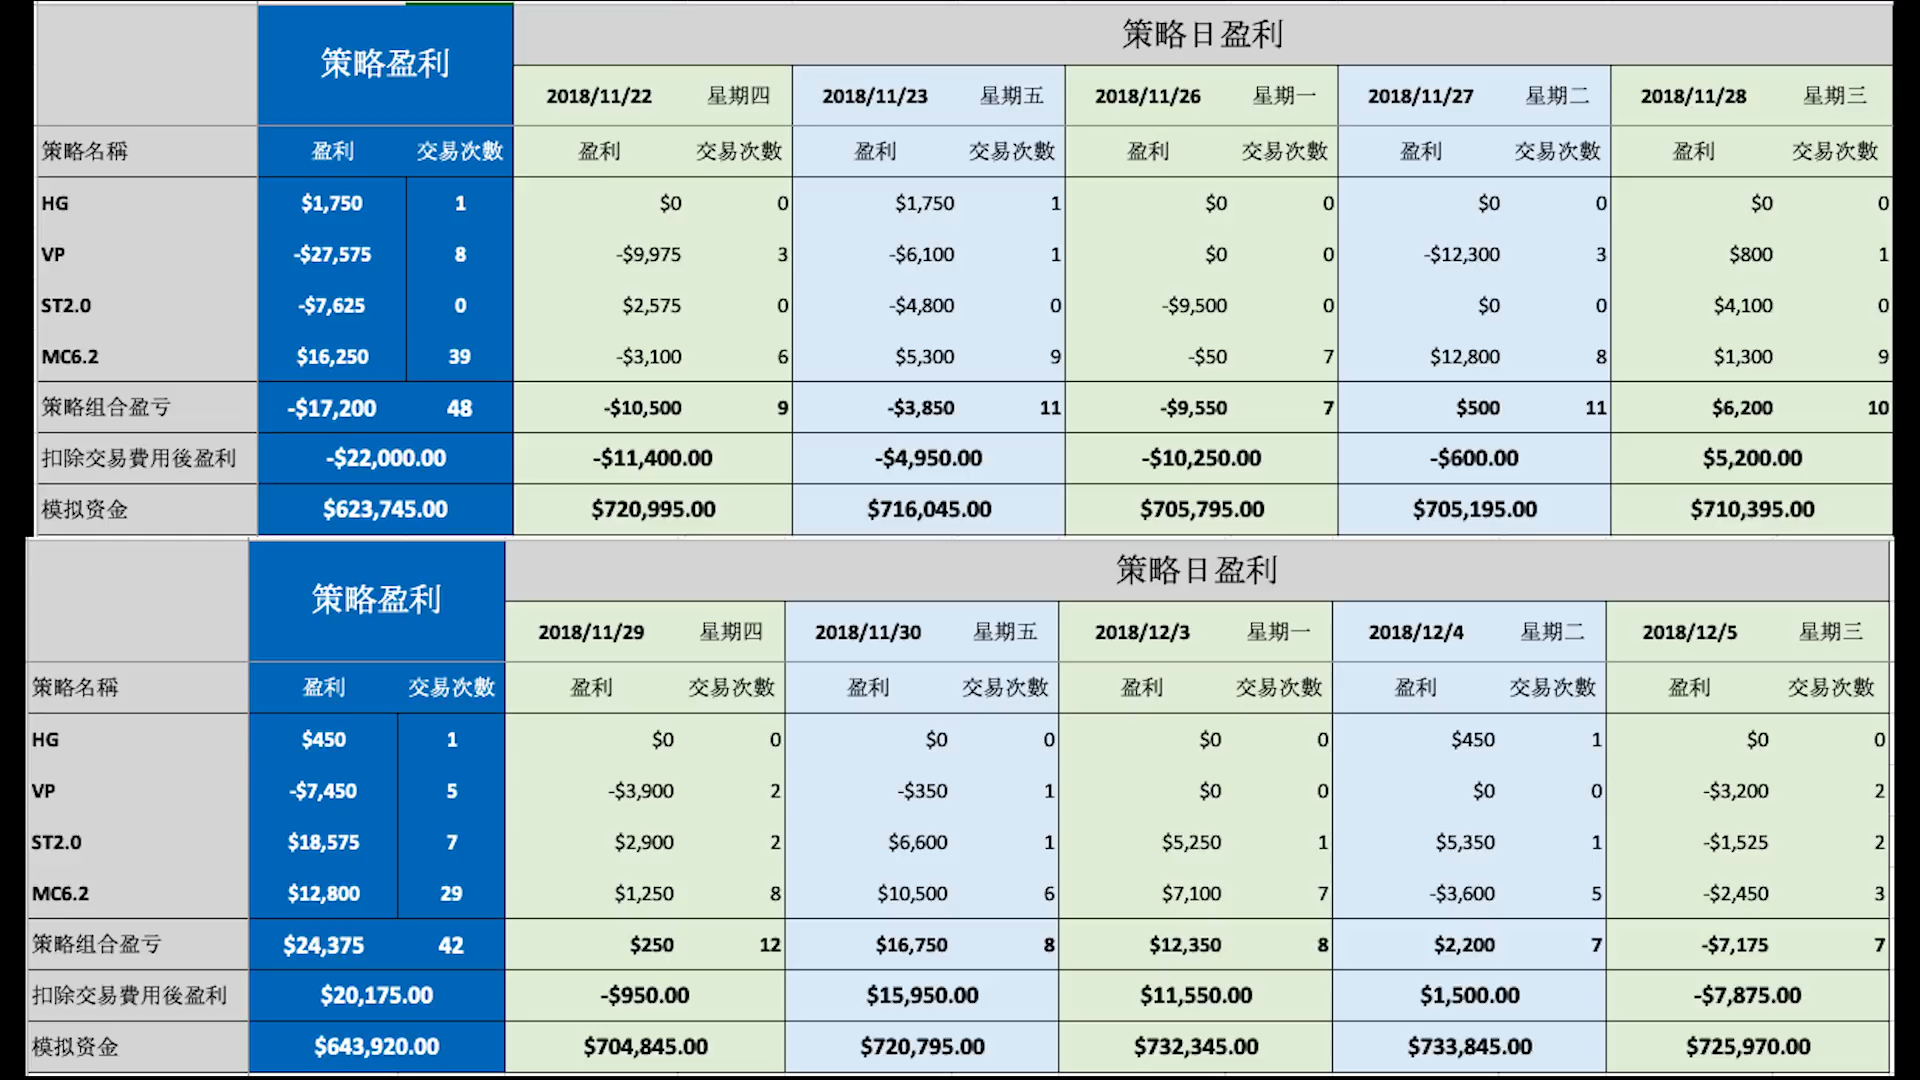 策略盈利 策略日盈利
2018/11/22 星期四 2018/11/23 星期五 2018/11/26 星期一 2018/11/27 星期二 2018/11/28 星期三
策略名稱 盈利 交易次數 盈利 交易次數 盈利 交易次數 盈利 交易次數 盈利 交易次數 盈利 交易次數
HG $1,750 1 $0 0 $1,750 1 $0 0 $0 0 $0 0
VP -$27,575 8 -$9,975 3 -$6,100 1 $0 0 -$12,300 3 $800 1
ST2.0 -$7,625 0 $2,575 0 -$4,800 0 -$9,500 0 $0 0 $4,100 0
MC6.2 $16,250 39 -$3,100 6 $5,300 9 -$50 7 $12,800 8 $1,300 9
策略组合盈亏 -$17,200 48 -$10,500 9 -$3,850 11 -$9,550 7 $500 11 $6,200 10
扣除交易費用後盈利 -$22,000.00 -$11,400.00 -$4,950.00 -$10,250.00 -$600.00 $5,200.00
模拟资金 $623,745.00 $720,995.00 $716,045.00 $705,795.00 $705,195.00 $710,395.00
策略盈利 策略日盈利
2018/11/29 星期四 2018/11/30 星期五 2018/12/3 星期一 2018/12/4 星期二 2018/12/5 星期三
策略名稱 盈利 交易次數 盈利 交易次數 盈利 交易次數 盈利 交易次數 盈利 交易次數 盈利 交易次數
HG $450 1 $0 0 $0 0 $0 0 $450 1 $0 0
VP -$7,450 5 -$3,900 2 -$350 1 $0 0 $0 0 -$3,200 2
ST2.0 $18,575 7 $2,900 2 $6,600 1 $5,250 1 $5,350 1 -$1,525 2
MC6.2 $12,800 29 $1,250 8 $10,500 6 $7,100 7 -$3,600 5 -$2,450 3
策略组合盈亏 $24,375 42 $250 12 $16,750 8 $12,350 8 $2,200 7 -$7,175 7
扣除交易費用後盈利 $20,175.00 -$950.00 $15,950.00 $11,550.00 $1,500.00 -$7,875.00
模拟资金 $643,920.00 $704,845.00 $720,795.00 $732,345.00 $733,845.00 $725,970.00